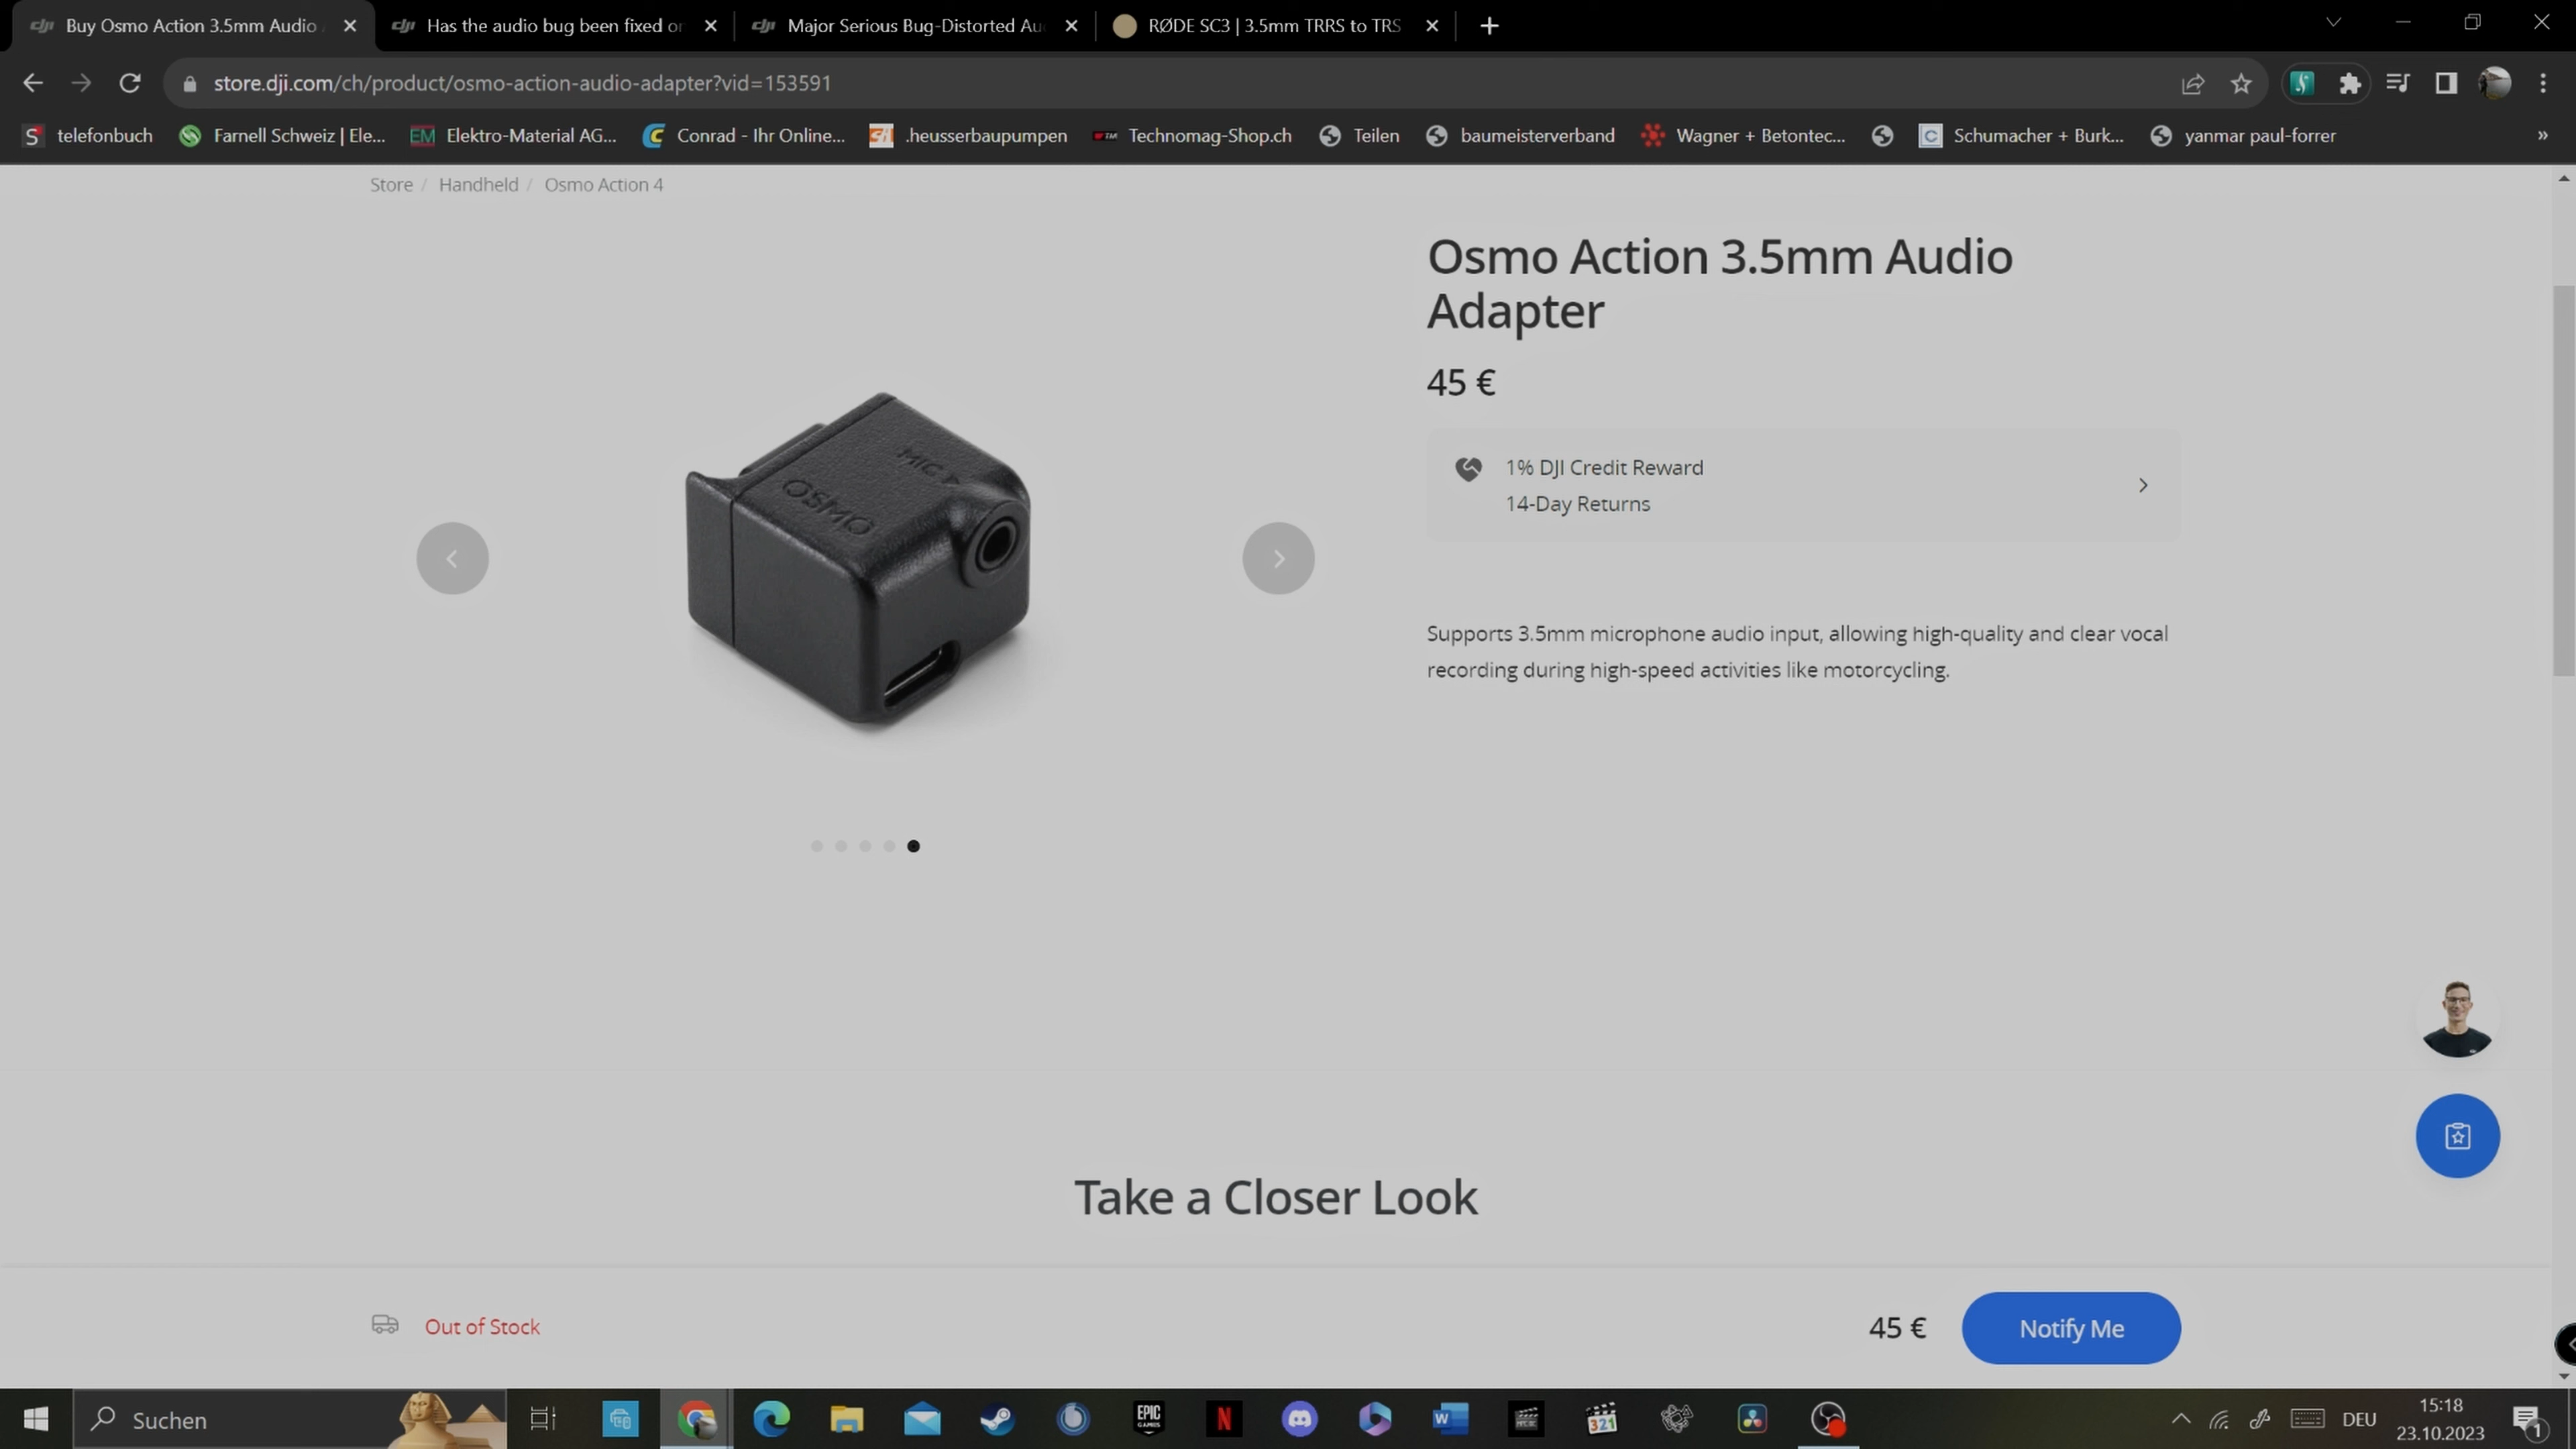 Buy Osmo Action 3.5mm Audio
Has the audio bug been fixed or
Major Serious Bug-Distorted Au
RØDE SC3 | 3.5mm TRRS to TRS
store.dji.com/ch/product/osmo-action-audio-adapter?vid=153591
telefonbuch
Farnell Schweiz | Ele...
EM Elektro-Material AG...
Conrad - Ihr Online...
.heusserbaupumpen
Technomag-Shop.ch
Teilen
baumeisterverband
Wagner + Betontec...
Schumacher + Burk...
yanmar paul-forrer
»
Store / Handheld / Osmo Action 4
Osmo Action 3.5mm Audio
Adapter
45 €
1% DJI Credit Reward
14-Day Returns
MIC
OSMO
Supports 3.5mm microphone audio input, allowing high-quality and clear vocal
recording during high-speed activities like motorcycling.
Take a Closer Look
Out of Stock
45 €
Notify Me
Suchen
EPIC GAMES
N
W
321
DEU
15:18
23.10.2023
1